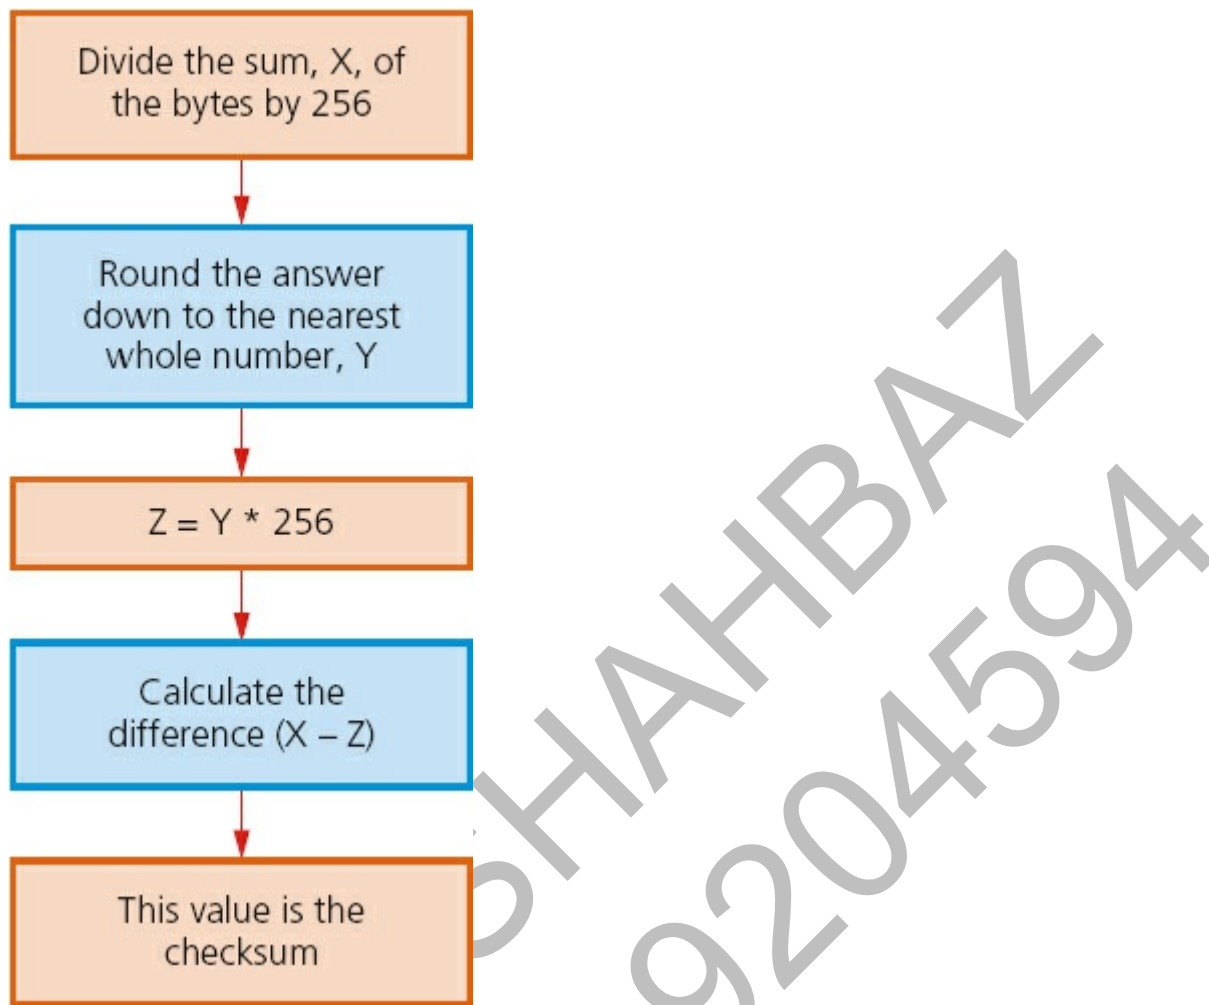 Divide the sum, X, of
the bytes by 256
Round the answer
down to the nearest
whole number, Y
Z = Y * 256
Calculate the
difference (X – Z)
This value is the
checksum
SHAHBAZ
9204594